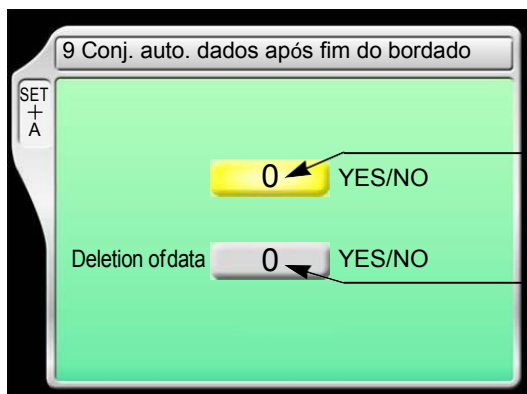 9 Conj. auto. dados após fim do bordado
SET
+
A
0 YES/NO
Deletion ofdata 0 YES/NO